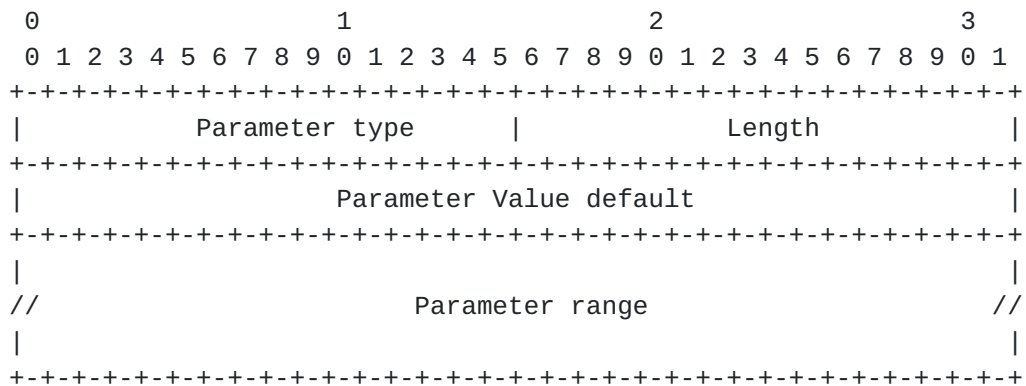 0                   1                   2                   3
 0 1 2 3 4 5 6 7 8 9 0 1 2 3 4 5 6 7 8 9 0 1 2 3 4 5 6 7 8 9 0 1
+-+-+-+-+-+-+-+-+-+-+-+-+-+-+-+-+-+-+-+-+-+-+-+-+-+-+-+-+-+-+-+-+
|           Parameter type      |             Length            |
+-+-+-+-+-+-+-+-+-+-+-+-+-+-+-+-+-+-+-+-+-+-+-+-+-+-+-+-+-+-+-+-+
|                    Parameter Value default                    |
+-+-+-+-+-+-+-+-+-+-+-+-+-+-+-+-+-+-+-+-+-+-+-+-+-+-+-+-+-+-+-+-+
|                                                               |
//                        Parameter range                      //
|                                                               |
+-+-+-+-+-+-+-+-+-+-+-+-+-+-+-+-+-+-+-+-+-+-+-+-+-+-+-+-+-+-+-+-+